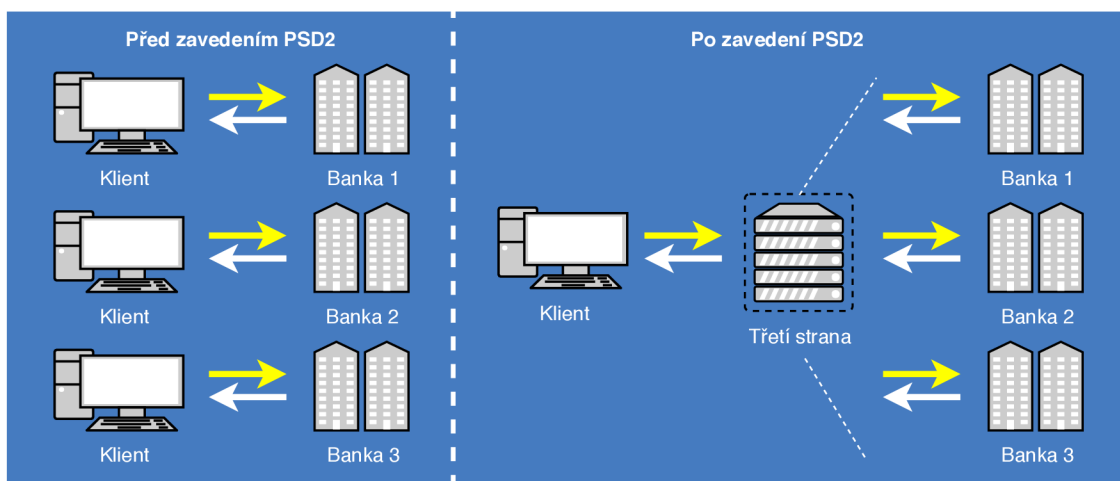 Před zavedením PSD2
Klient
Banka 1
Klient
Banka 2
Klient
Banka 3
Po zavedení PSD2
Klient
Třetí strana
Banka 1
Banka 2
Banka 3